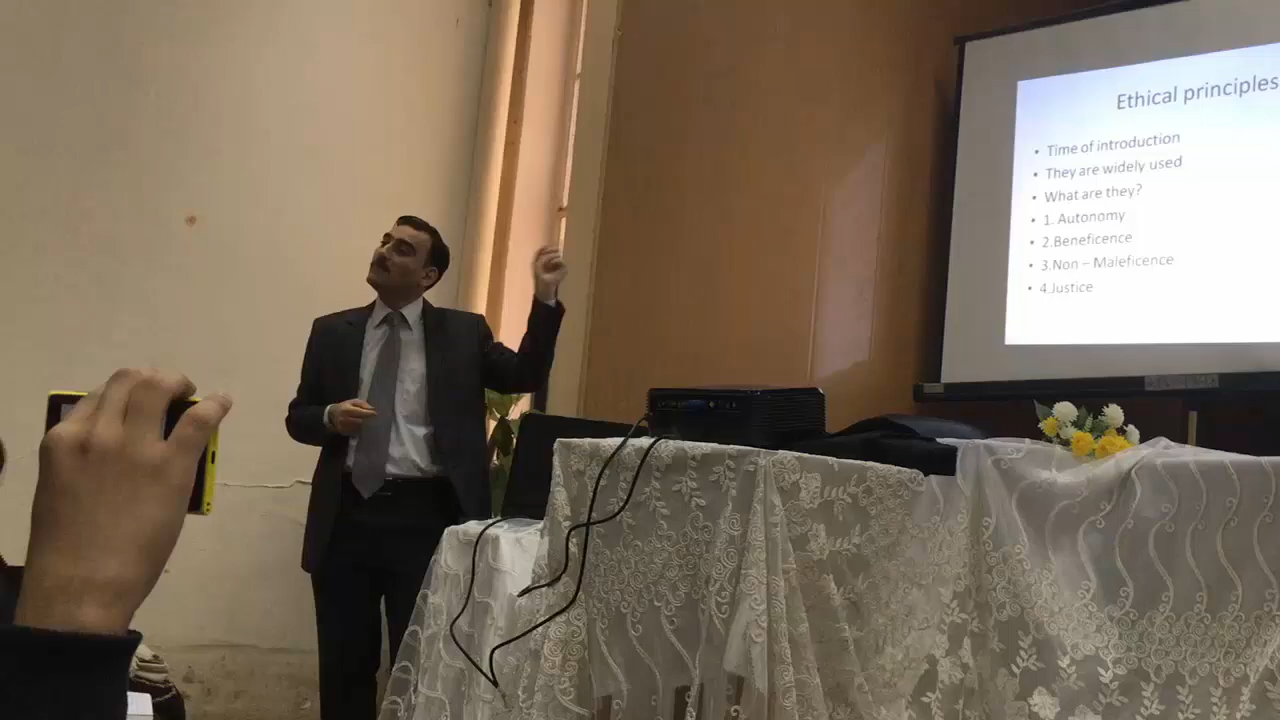 Ethical principles
• Time of introduction
• They are widely used
• What are they?
• 1. Autonomy
• 2.Beneficence
• 3.Non – Maleficence
• 4.Justice